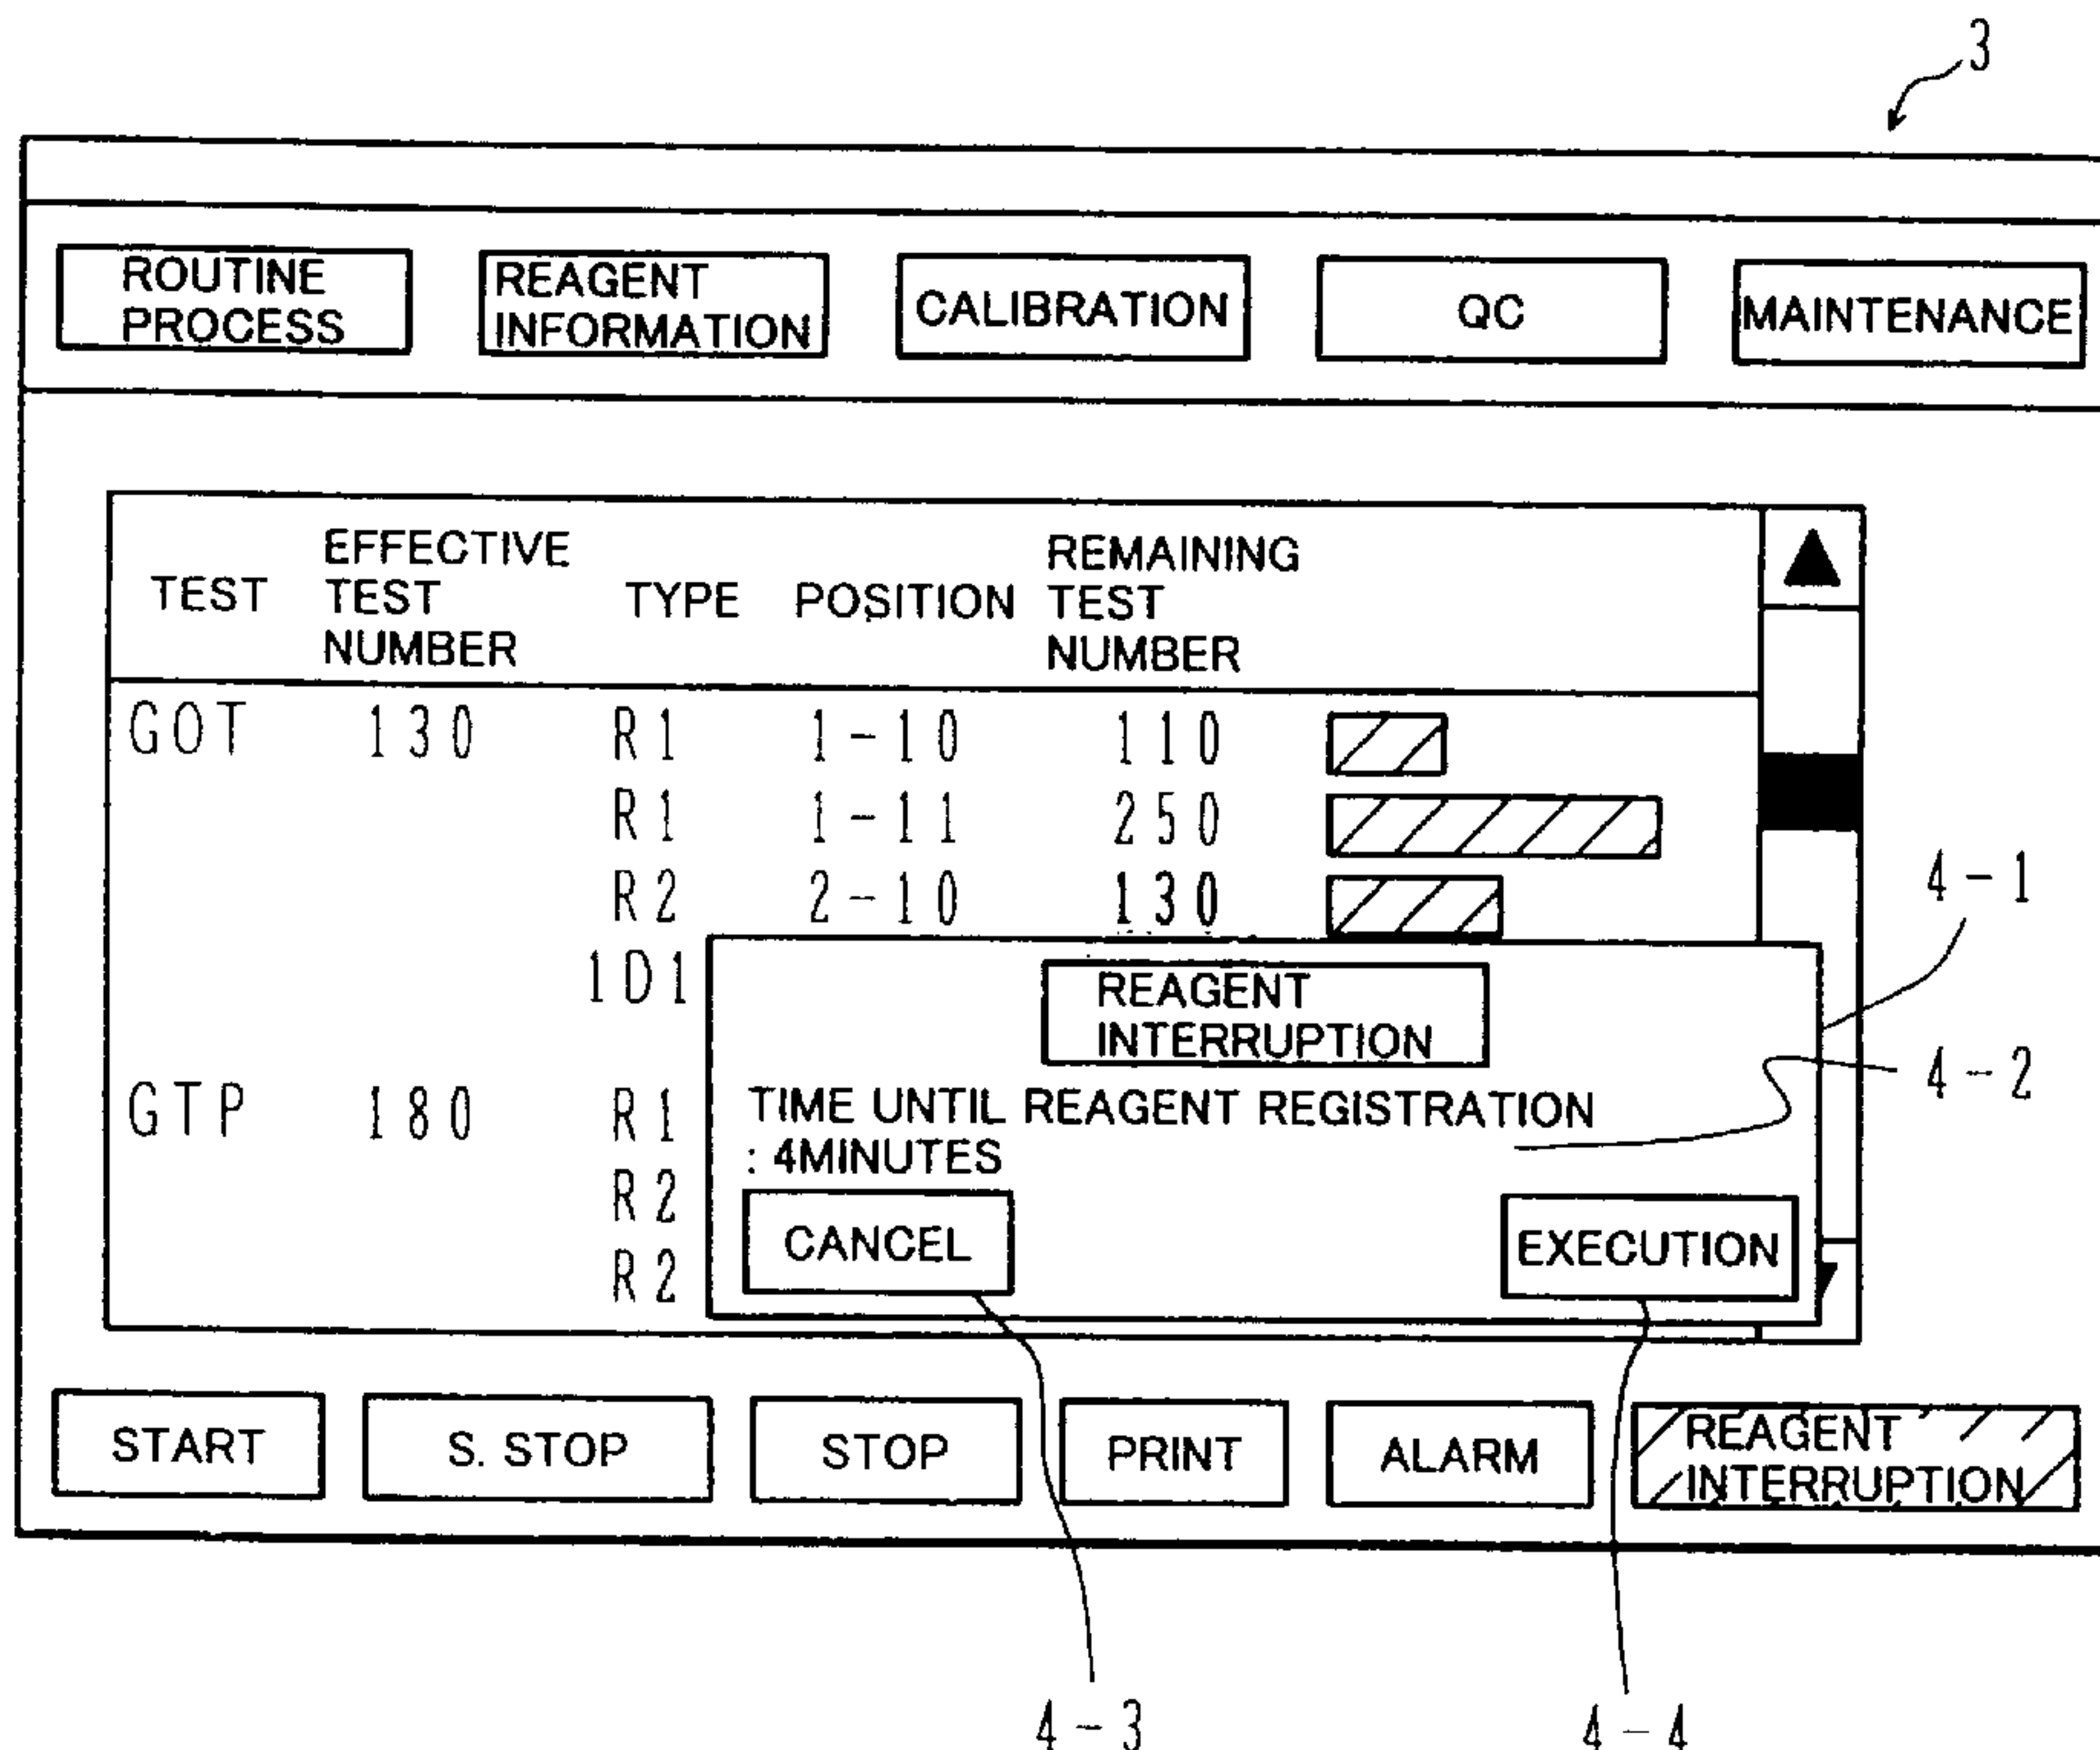 3
ROUTINE
PROCESS
REAGENT
INFORMATION
CALIBRATION
QC
MAINTENANCE
TEST
EFFECTIVE
TEST
NUMBER
TYPE
POSITION
REMAINING
TEST
NUMBER
GOT 130 R1 1-10 110
R1 1-11 250
R2 2-10 130
1D1
GTP 180 R1
R2
R2
REAGENT
INTERRUPTION
TIME UNTIL REAGENT REGISTRATION
: 4MINUTES
CANCEL
EXECUTION
4-1
4-2
START
S. STOP
STOP
PRINT
ALARM
REAGENT
INTERRUPTION
4-3
4-4